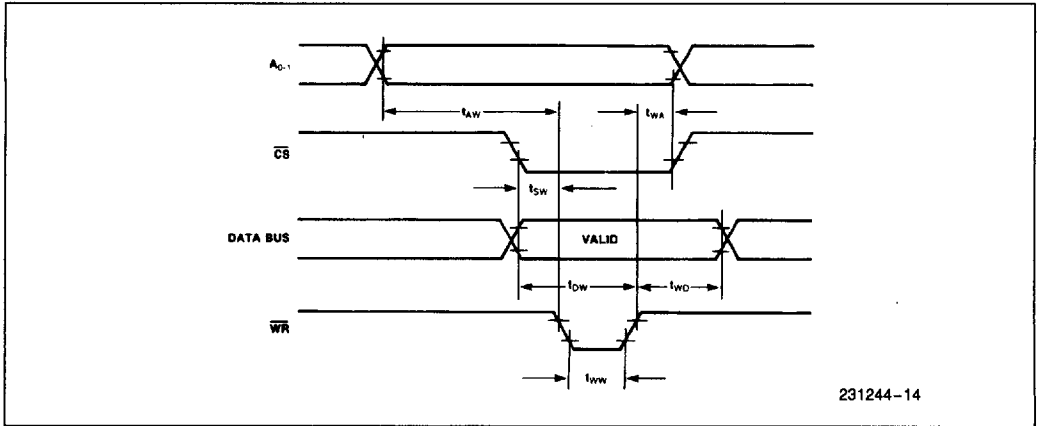 A0-1
tAW
tWA
CS
tSW
DATA BUS
VALID
tDW
tWD
WR
tWW
231244-14